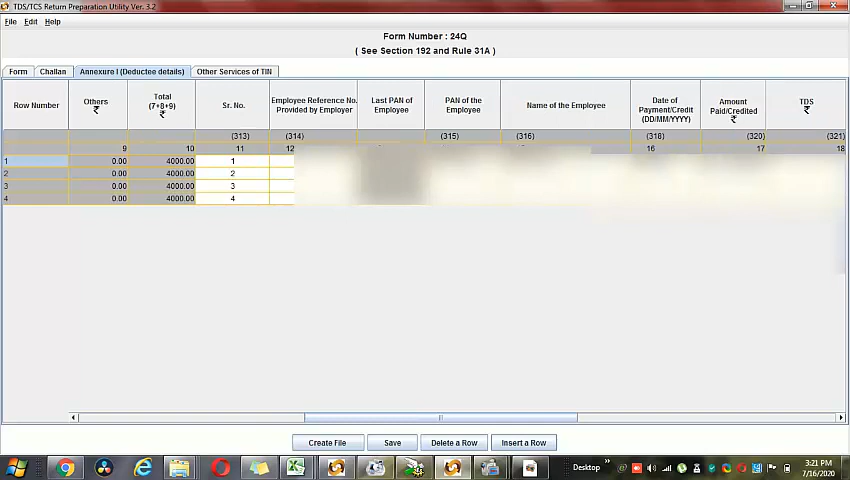 TDS/TCS Return Preparation Utility Ver. 3.2
File Edit Help
Form Number : 24Q
( See Section 192 and Rule 31A )
Form Challan Annexure I (Deductee details) Other Services of TIN
Row Number Others ₹ Total (7+8+9) ₹ Sr. No. Employee Reference No. Provided by Employer Last PAN of Employee PAN of the Employee Name of the Employee Date of Payment/Credit (DD/MM/YYYY) Amount Paid/Credited ₹ TDS ₹
(313) (314) (315) (316) (318) (320) (321)
9 10 11 12 16 17 18
1 0.00 4000.00 1
2 0.00 4000.00 2
3 0.00 4000.00 3
4 0.00 4000.00 4
Create File Save Delete a Row Insert a Row
Desktop » 3:21 PM
7/16/2020